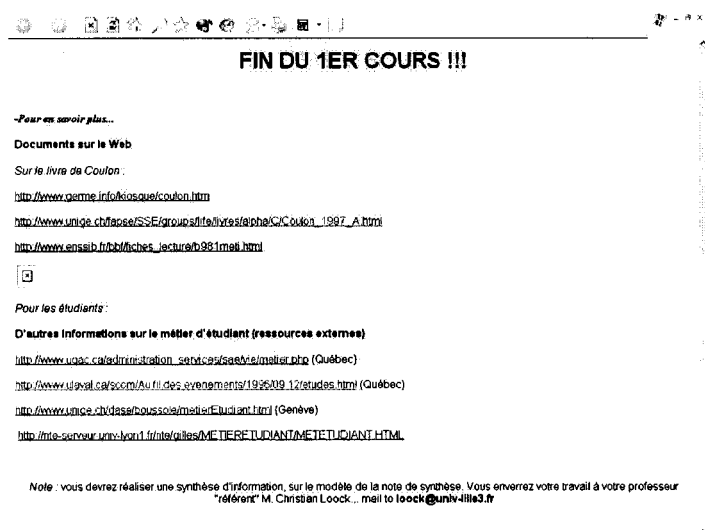 FIN DU 1ER COURS !!!
-Pour en savoir plus...
Documents sur le Web
Sur le livre de Coulon :
http://www.germe.info/kiosque/coulon.htm
http://www.unige.ch/fapse/SSE/groups/life/livres/alpha/C/Coulon_1997_A.html
http://www.enssib.fr/bbf/fiches_lecture/b981meti.html
Pour les étudiants :
D'autres informations sur le métier d'étudiant (ressources externes)
http://www.uqac.ca/administration_services/sae/vie/metier.php (Québec)
http://www.ulaval.ca/scom/Au.fil.des.evenements/1996/09.12/etudes.html (Québec)
http://www.unige.ch/dase/boussole/metierEtudiant.html (Genève)
http://nte-serveur.univ-lyon1.fr/nte/gilles/METIERETUDIANT/METETUDIANT.HTML
Note : vous devrez réaliser une synthèse d'information, sur le modèle de la note de synthèse. Vous enverrez votre travail à votre professeur
"référent" M. Christian Loock... mail to loock@univ-lille3.fr